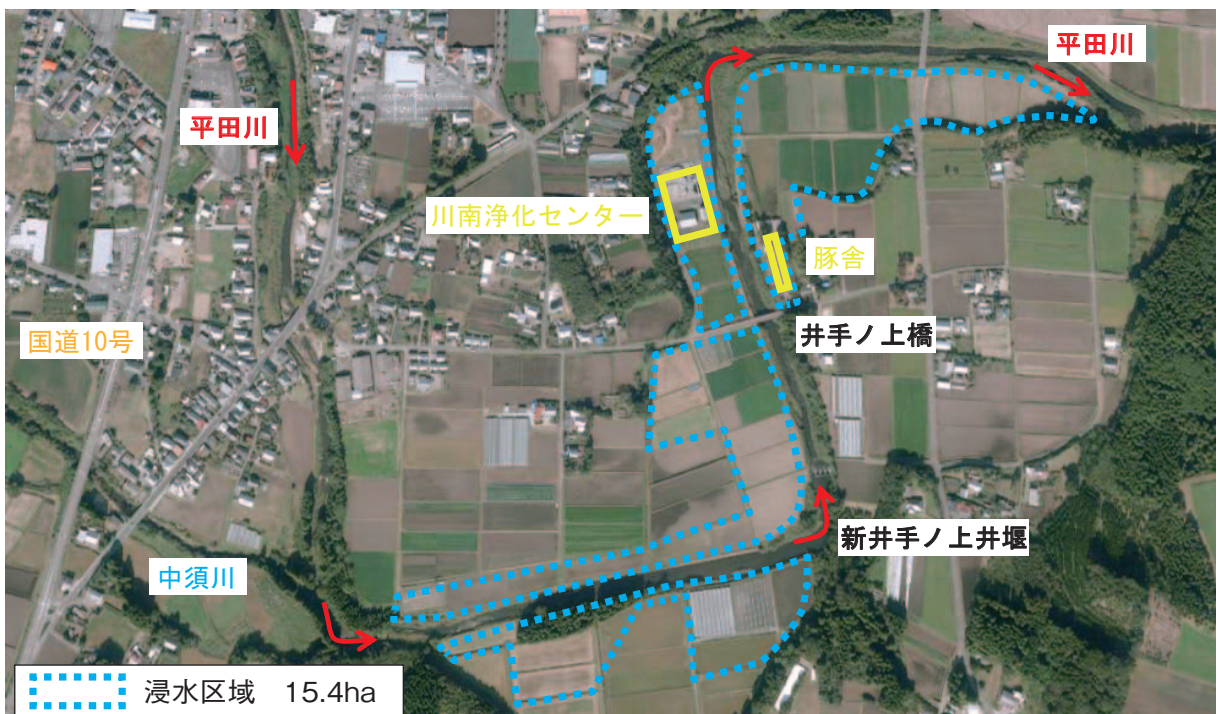 平田川
平田川
川南浄化センター
豚舎
国道10号
井手ノ上橋
新井手ノ上井堰
中須川
浸水区域 15.4ha